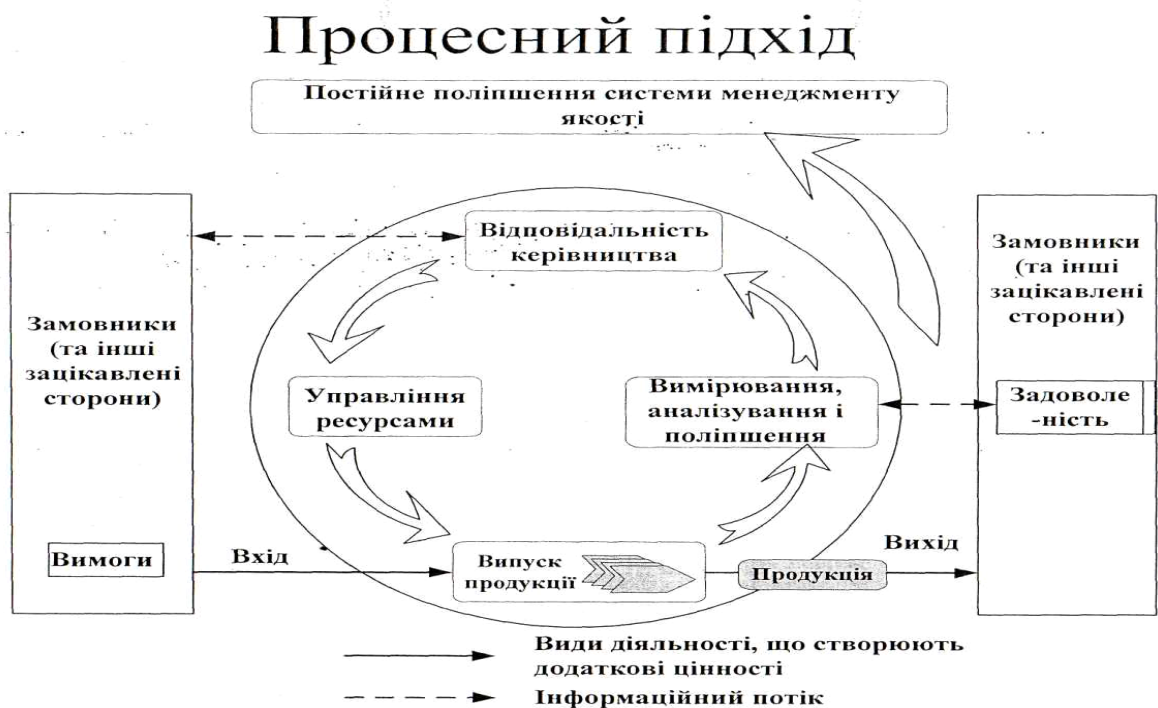 Процесний підхід
Постійне поліпшення системи менеджменту
якості
Замовники
(та інші
зацікавлені
сторони)
Вимоги
Вхід
Відповідальність
керівництва
Управління
ресурсами
Вимірювання,
аналізування і
поліпшення
Випуск
продукції
Продукція
Вихід
Замовники
(та інші
зацікавлені
сторони)
Задоволе
-ність
Види діяльності, що створюють
додаткові цінності
Інформаційний потік